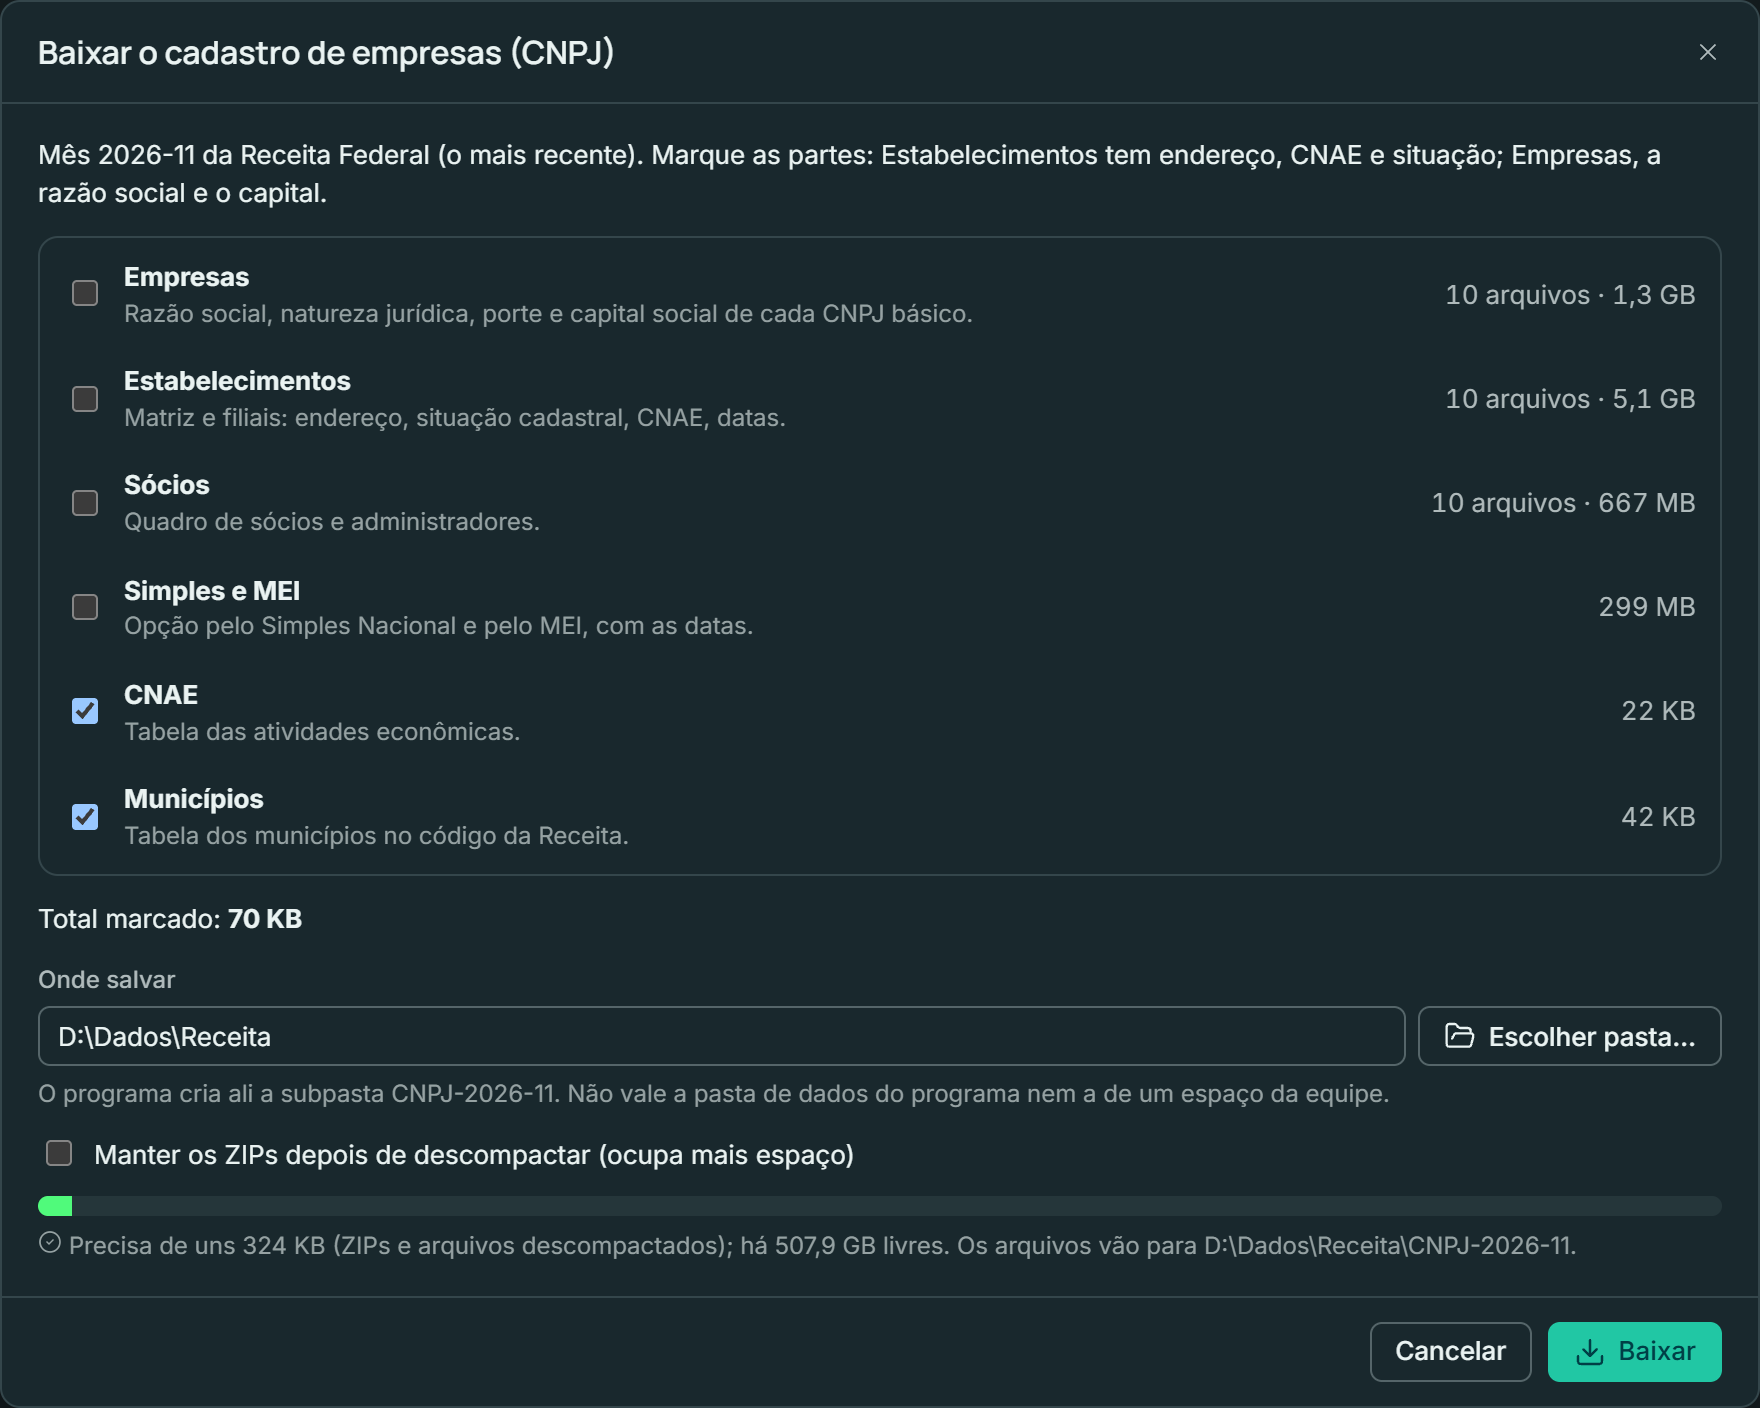 Baixar o cadastro de empresas (CNPJ)
Mês 2026-11 da Receita Federal (o mais recente). Marque as partes: Estabelecimentos tem endereço, CNAE e situação; Empresas, a
razão social e o capital.
Empresas
Razão social, natureza jurídica, porte e capital social de cada CNPJ básico.
10 arquivos · 1,3 GB
Estabelecimentos
Matriz e filiais: endereço, situação cadastral, CNAE, datas.
10 arquivos · 5,1 GB
Sócios
Quadro de sócios e administradores.
10 arquivos · 667 MB
Simples e MEI
Opção pelo Simples Nacional e pelo MEI, com as datas.
299 MB
CNAE
Tabela das atividades econômicas.
22 KB
Municípios
Tabela dos municípios no código da Receita.
42 KB
Total marcado: 70 KB
Onde salvar
D:\Dados\Receita
Escolher pasta...
O programa cria ali a subpasta CNPJ-2026-11. Não vale a pasta de dados do programa nem a de um espaço da equipe.
Manter os ZIPs depois de descompactar (ocupa mais espaço)
Precisa de uns 324 KB (ZIPs e arquivos descompactados); há 507,9 GB livres. Os arquivos vão para D:\Dados\Receita\CNPJ-2026-11.
Cancelar
Baixar